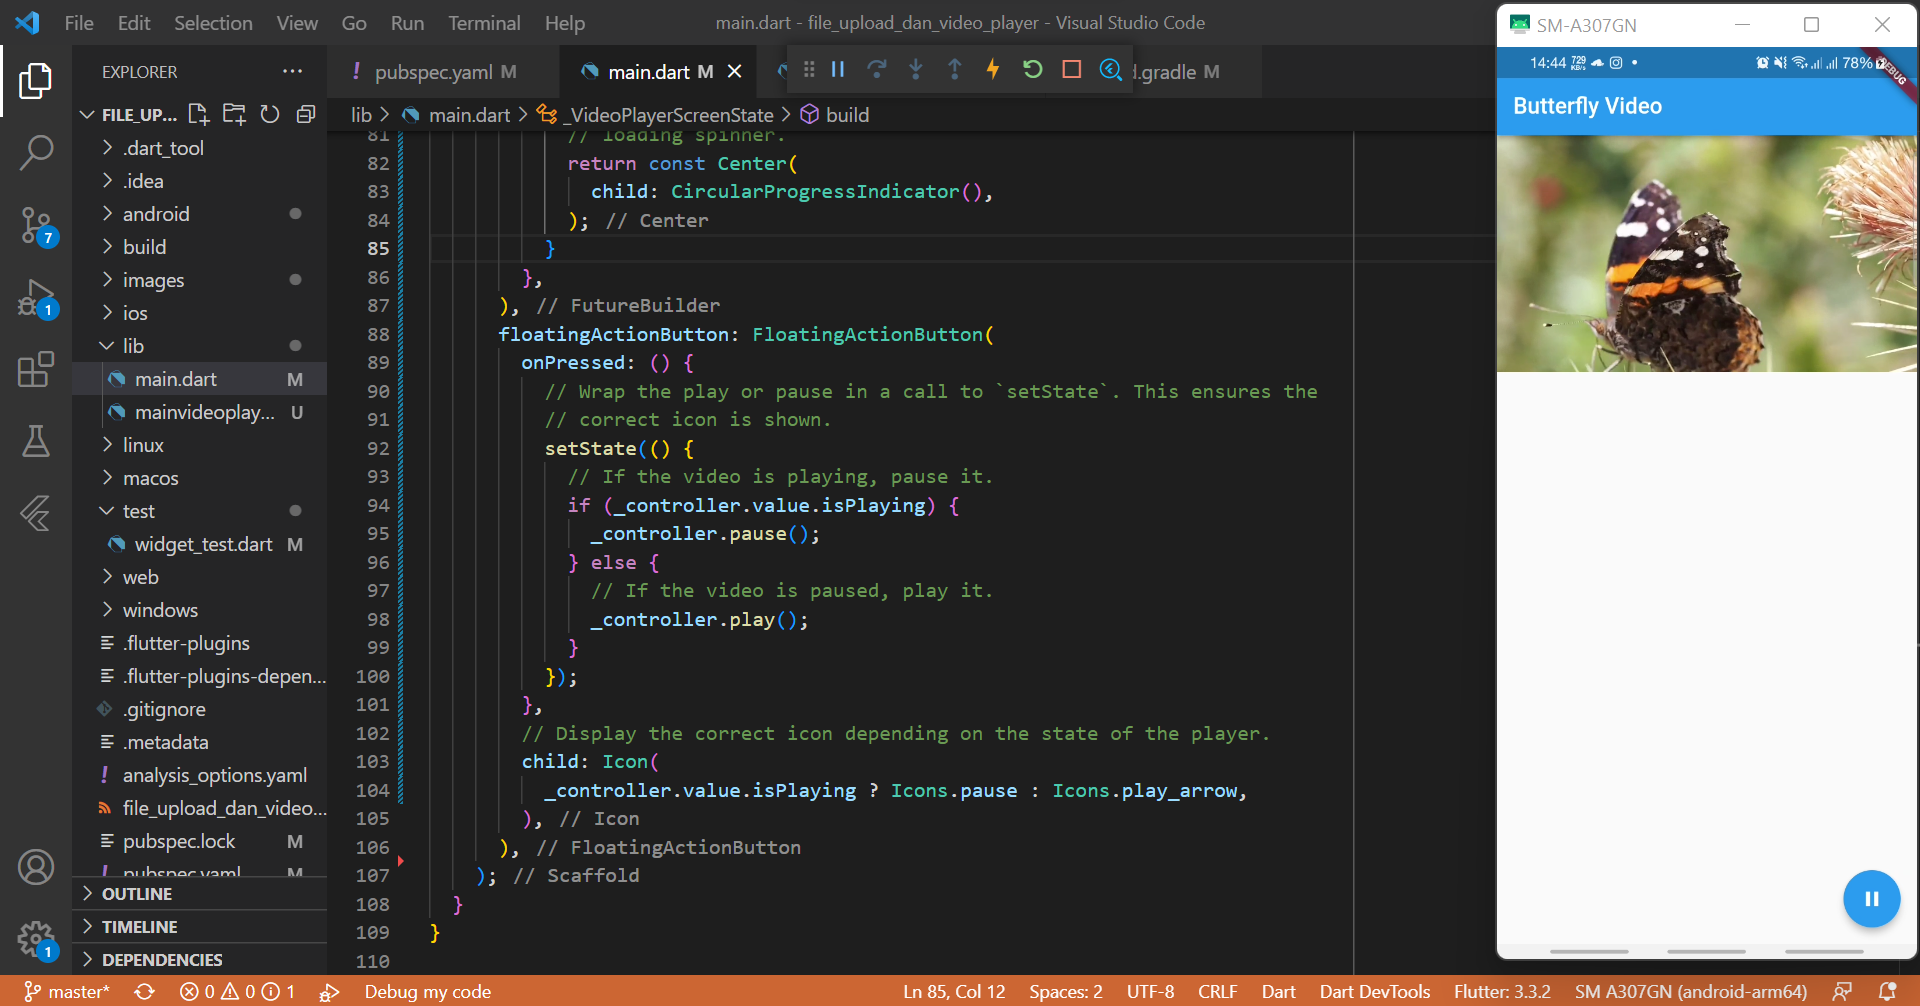 File Edit Selection View Go Run Terminal Help
main.dart - file_upload_dan_video_player - Visual Studio Code
EXPLORER
FILE_UP...
.dart_tool
.idea
android
build
images
ios
lib
main.dart M
mainvideoplay... U
linux
macos
test
widget_test.dart M
web
windows
.flutter-plugins
.flutter-plugins-depen...
.gitignore
.metadata
analysis_options.yaml
file_upload_dan_video...
pubspec.lock M
pubspec.yaml M
OUTLINE
TIMELINE
DEPENDENCIES
7
1
1
pubspec.yaml M
main.dart M
d.gradle M
lib > main.dart > _VideoPlayerScreenState > build
81 // loading spinner.
82 return const Center(
83 child: CircularProgressIndicator(),
84 ); // Center
85 }
86 },
87 ), // FutureBuilder
88 floatingActionButton: FloatingActionButton(
89 onPressed: () {
90 // Wrap the play or pause in a call to `setState`. This ensures the
91 // correct icon is shown.
92 setState(() {
93 // If the video is playing, pause it.
94 if (_controller.value.isPlaying) {
95 _controller.pause();
96 } else {
97 // If the video is paused, play it.
98 _controller.play();
99 }
100 });
101 },
102 // Display the correct icon depending on the state of the player.
103 child: Icon(
104 _controller.value.isPlaying ? Icons.pause : Icons.play_arrow,
105 ), // Icon
106 ), // FloatingActionButton
107 ); // Scaffold
108 }
109 }
110
SM-A307GN
14:44 729 KB/s 78%
DEBUG
Butterfly Video
master* 0 0 1 Debug my code
Ln 85, Col 12 Spaces: 2 UTF-8 CRLF Dart Dart DevTools Flutter: 3.3.2 SM A307GN (android-arm64)